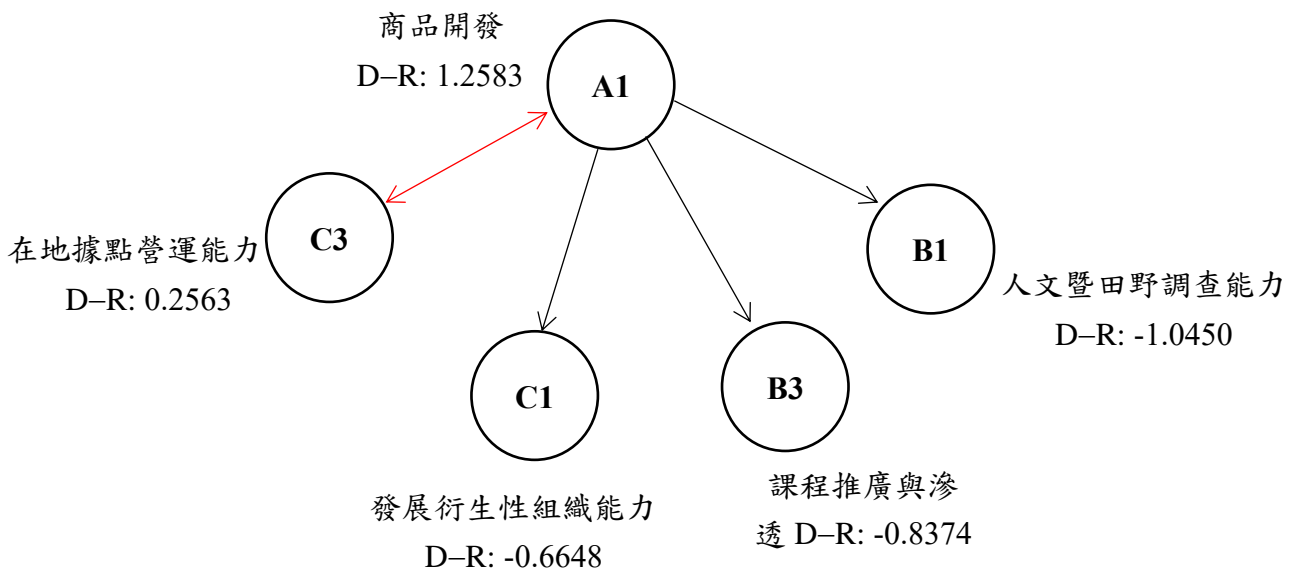 商品開發
D–R: 1.2583
A1
C3
在地據點營運能力
D–R: 0.2563
B1
人文暨田野調查能力
D–R: -1.0450
C1
發展衍生性組織能力
D–R: -0.6648
B3
課程推廣與滲
透 D–R: -0.8374